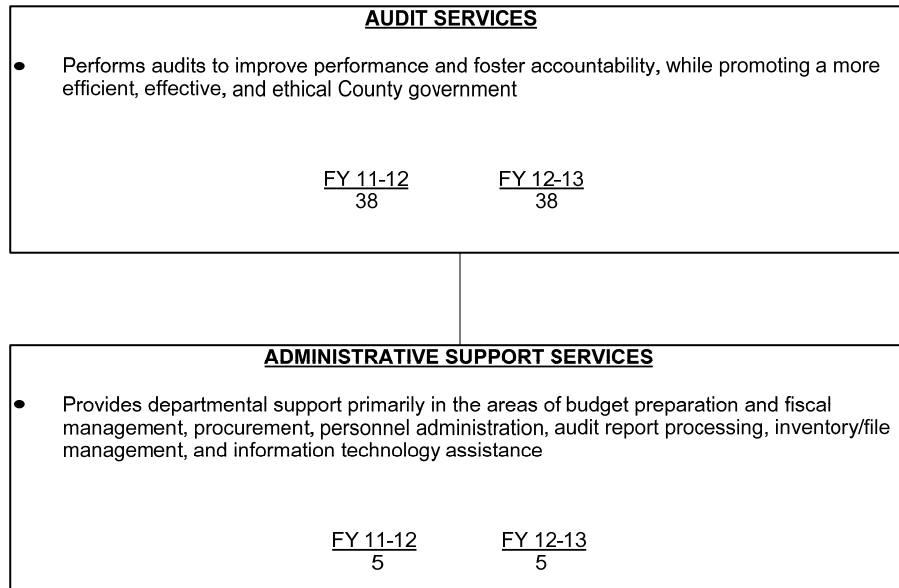 AUDIT SERVICES
● Performs audits to improve performance and foster accountability, while promoting a more
efficient, effective, and ethical County government
FY 11-12 FY 12-13
38 38
ADMINISTRATIVE SUPPORT SERVICES
● Provides departmental support primarily in the areas of budget preparation and fiscal
management, procurement, personnel administration, audit report processing, inventory/file
management, and information technology assistance
FY 11-12 FY 12-13
5 5